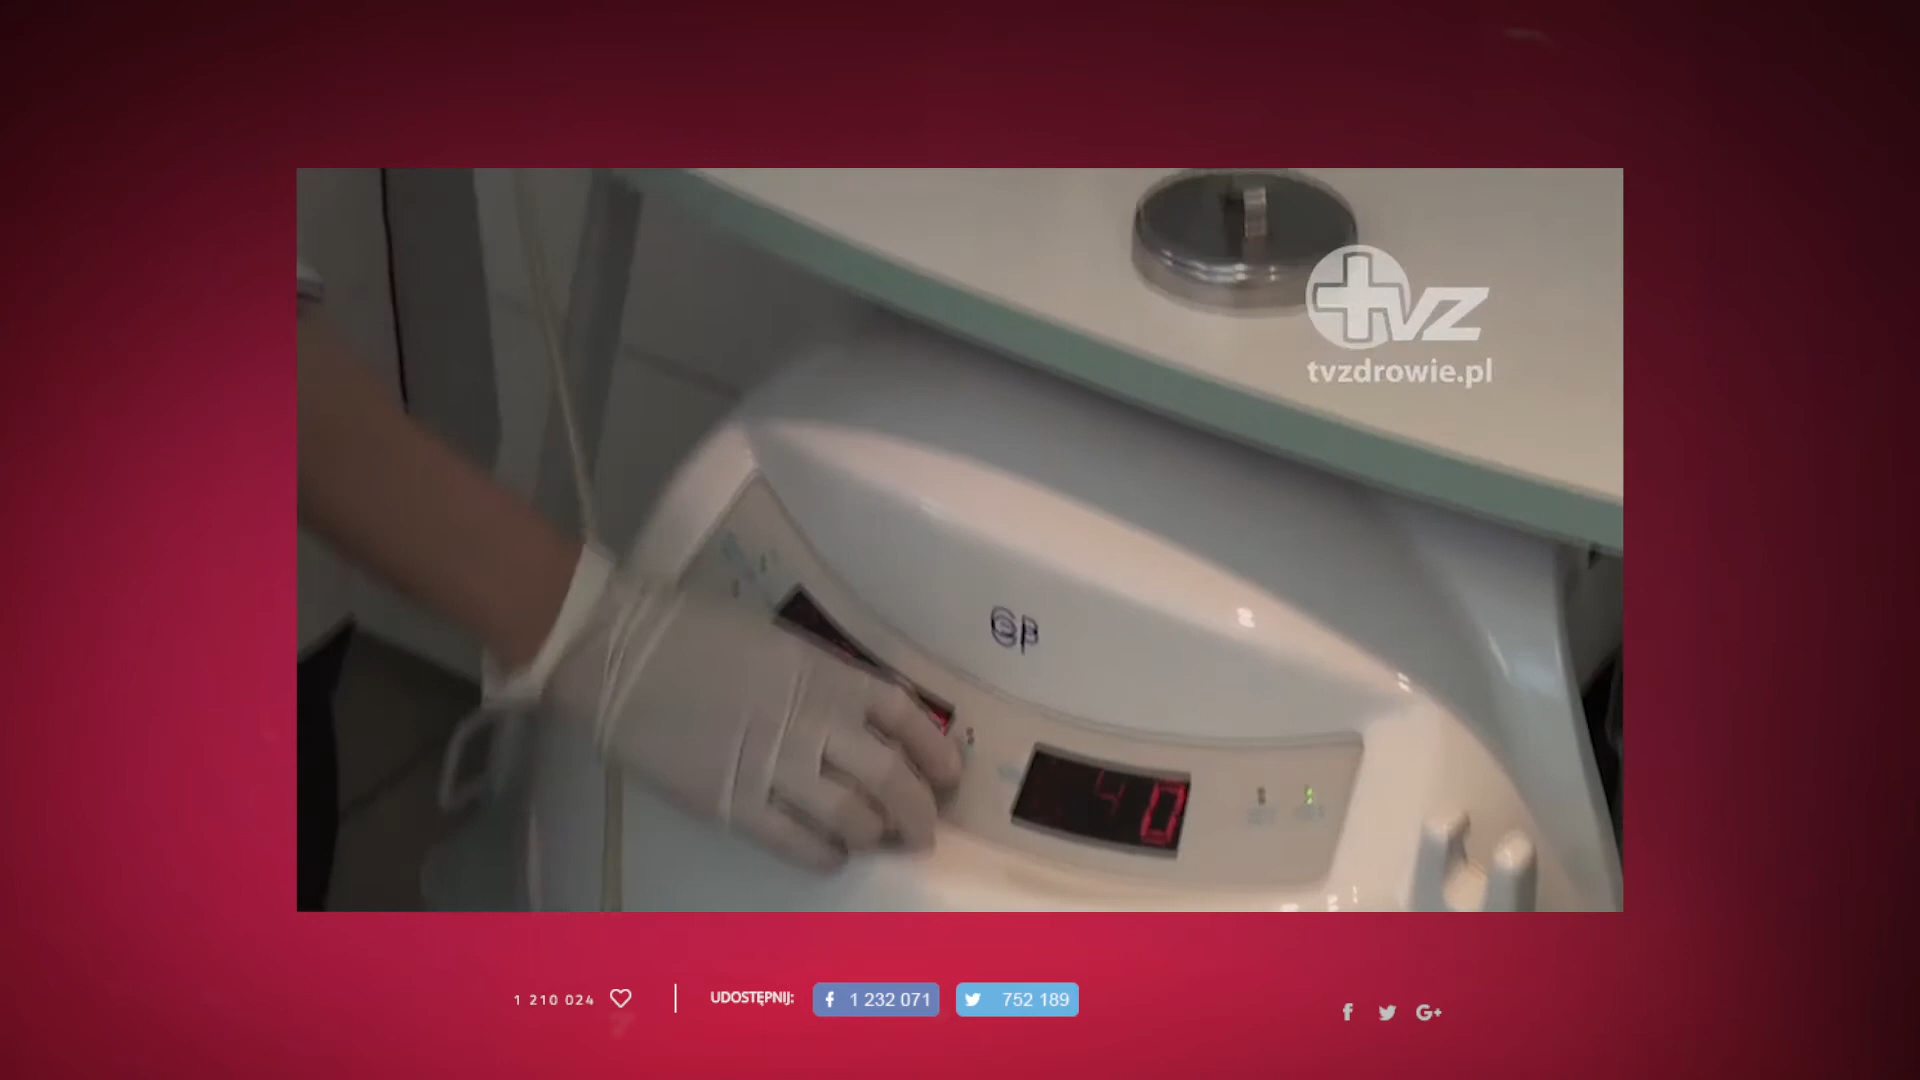 tvz
tvzdrowie.pl
40
1 210 024
UDOSTĘPNIJ:
f 1 232 071
752 189
f
G+